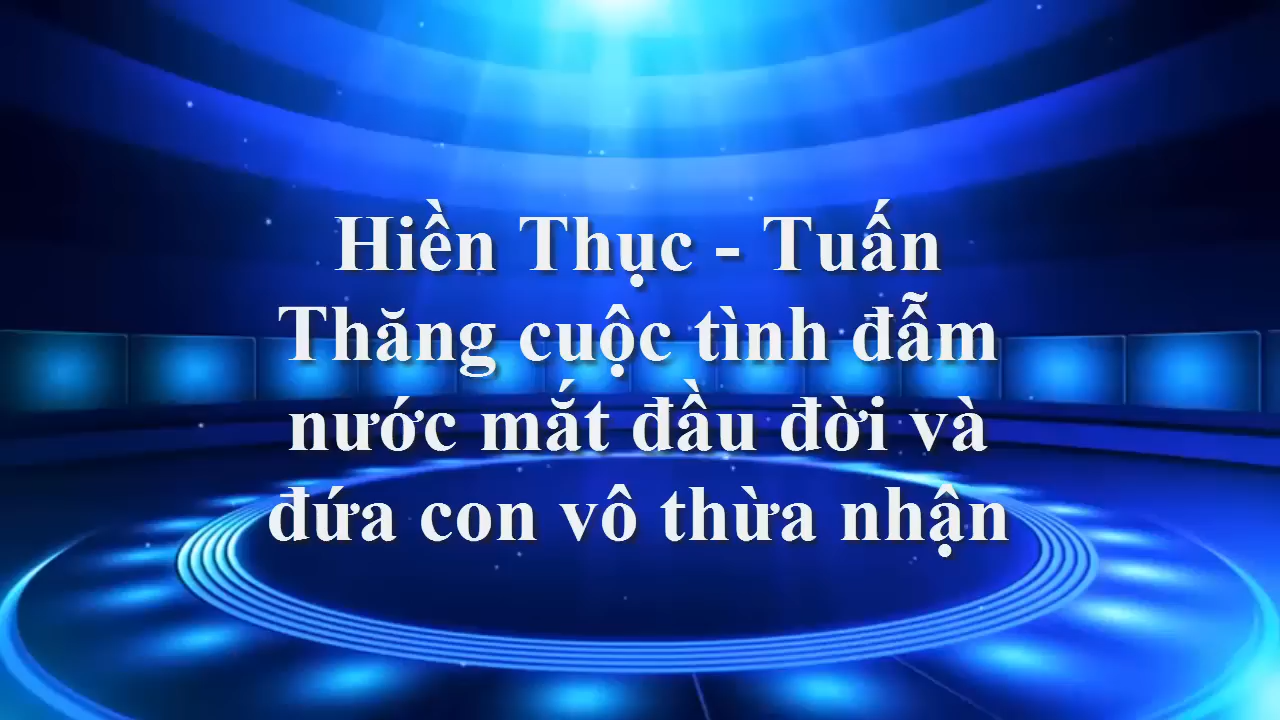 Hiền Thục - Tuấn
Thăng cuộc tình đẫm
nước mắt đầu đời và
đứa con vô thừa nhận